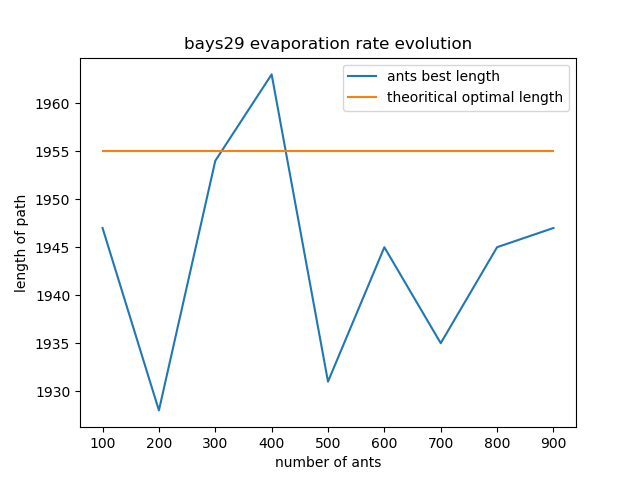 bays29 evaporation rate evolution
ants best length
theoritical optimal length
length of path
1960
1955
1950
1945
1940
1935
1930
100 200 300 400 500 600 700 800 900
number of ants